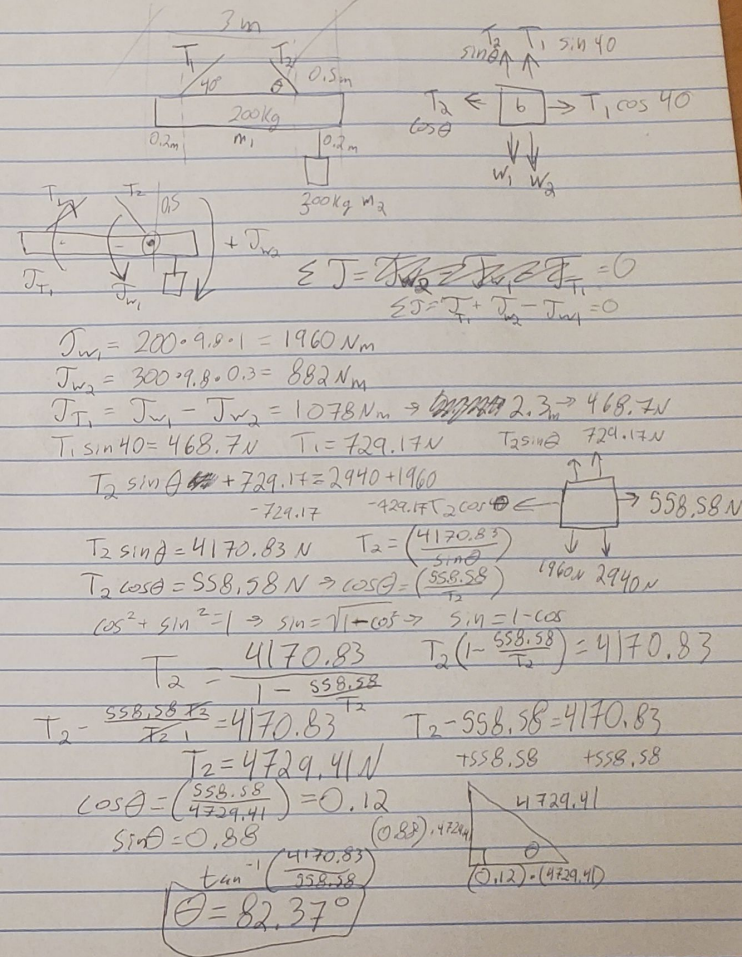 3m
T₁ T₂
40° θ 0.5m
200kg
0.2m m₁ 0.2m
300kg m₂
T₂ sinθ T₁ sin 40
T₂ cosθ b T₁ cos 40
W₁ W₂
T₁ T₂ 0,5
+ τw₂
τT₁ τw₁
Στ = = 0
Στ = τT₁ + τw₂ - τw₁ = 0
τw₁ = 200•9.8•1 = 1960 Nm
τw₂ = 300•9.8•0.3 = 882 Nm
τT₁ = τw₁ - τw₂ = 1078 Nm → 2.3m → 468.7N
T₁ sin40 = 468.7N T₁ = 729.17N
T₂sinθ 729.17N
T₂ sin θ + 729.17 = 2940 + 1960
-729.17 -729.17
T₂cosθ 558.58 N
1960N 2940N
T₂ sinθ = 4170.83 N T₂ = (4170.83/sinθ)
T₂ cosθ = 558.58 N ⇒ cosθ = (558.58/T₂)
cos² + sin² = 1 → sin = √1-cos² ⇒ sin = 1-cos
T₂ = 4170.83/(1 - 558.58/T₂) T₂(1 - 558.58/T₂) = 4170.83
T₂ - 558.58 T₂/T₂ 1 = 4170.83 T₂ - 558.58 = 4170.83
+558.58 +558.58
T₂ = 4729.41 N
cosθ = (558.58/4729.41) = 0.12
sinθ = 0.88
4729.41
(0.88)•4729.41
θ
(0.12)•(4729.41)
tan⁻¹(4170.83/558.58)
θ = 82.37°